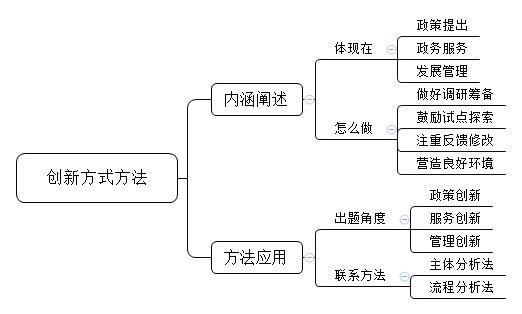 创新方式方法
内涵阐述
体现在
政策提出
政务服务
发展管理
怎么做
做好调研筹备
鼓励试点探索
注重反馈修改
营造良好环境
方法应用
出题角度
政策创新
服务创新
管理创新
联系方法
主体分析法
流程分析法